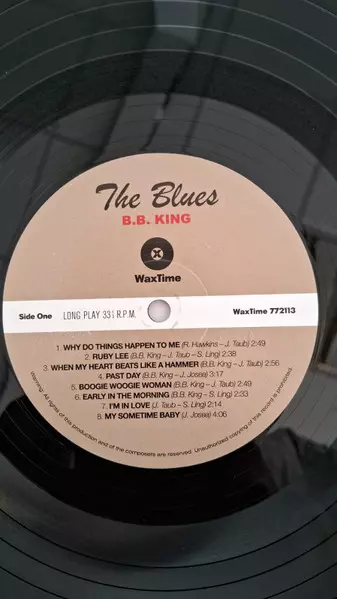 The Blues
B.B. KING
WaxTime
Side One LONG PLAY 33⅓ R.P.M. WaxTime 772113
1. WHY DO THINGS HAPPEN TO ME (R. Hawkins – J. Taub) 2:49
2. RUBY LEE (B.B. King – J. Taub – S. Ling) 2:38
3. WHEN MY HEART BEATS LIKE A HAMMER (B.B. King – J. Taub) 2:56
4. PAST DAY (B.B. King – J. Josea) 3:17
5. BOOGIE WOOGIE WOMAN (B.B. King – J. Taub) 2:49
6. EARLY IN THE MORNING (B.B. King – S. Ling) 2:33
7. I'M IN LOVE (J. Taub – S. Ling) 2:14
8. MY SOMETIME BABY (J. Josea) 4:06
Warning: All rights of this production and of the composers are reserved. Unauthorized copying of this record is prohibited.